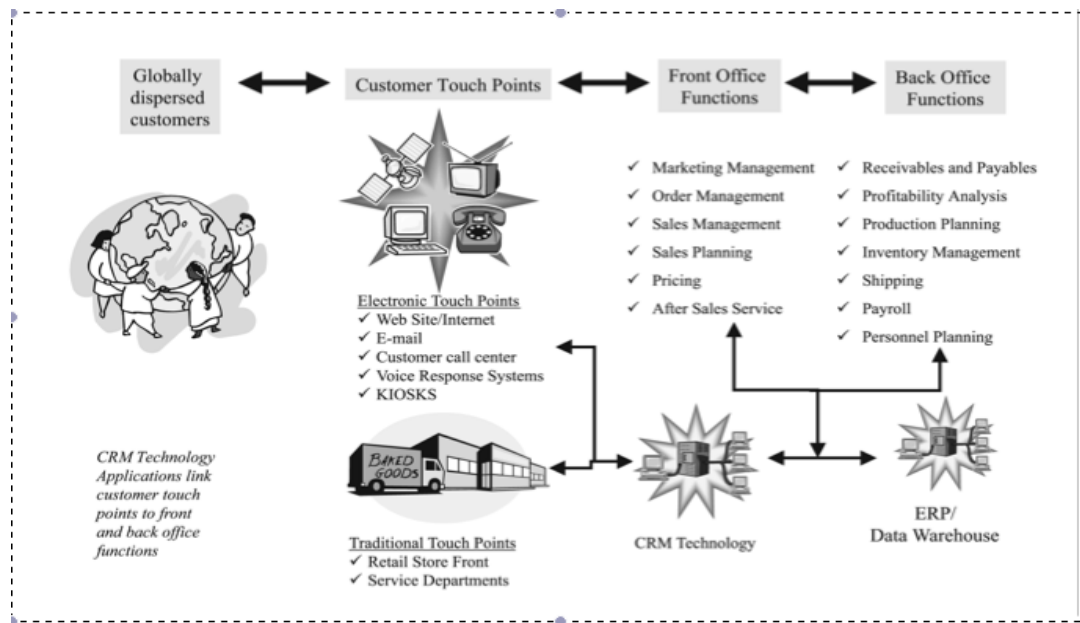 Globally
dispersed
customers
Customer Touch Points
Front Office
Functions
Back Office
Functions
Marketing Management
Order Management
Sales Management
Sales Planning
Pricing
After Sales Service
Receivables and Payables
Profitability Analysis
Production Planning
Inventory Management
Shipping
Payroll
Personnel Planning
Electronic Touch Points
Web Site/Internet
E-mail
Customer call center
Voice Response Systems
KIOSKS
BAKED
GOODS
Traditional Touch Points
Retail Store Front
Service Departments
CRM Technology
Applications link
customer touch
points to front
and back office
functions
CRM Technology
ERP/
Data Warehouse